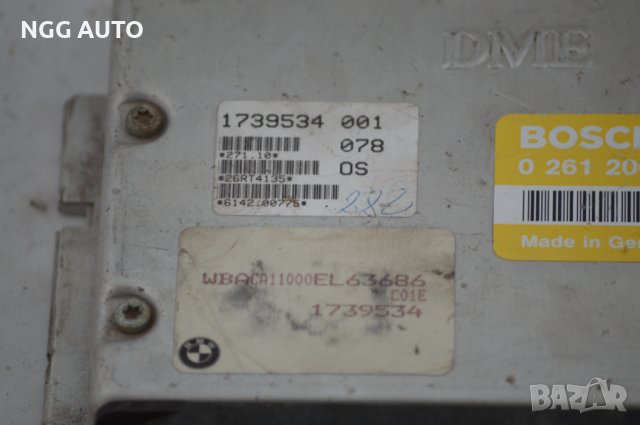 NGG AUTO
DME
1739534 001
078
*271.10*
OS
*26RT4135*
*6142.00775*
282
BOSCH
0 261 20
Made in Ger
WBACA11000EL63686
C01E
1739534
BAZAR